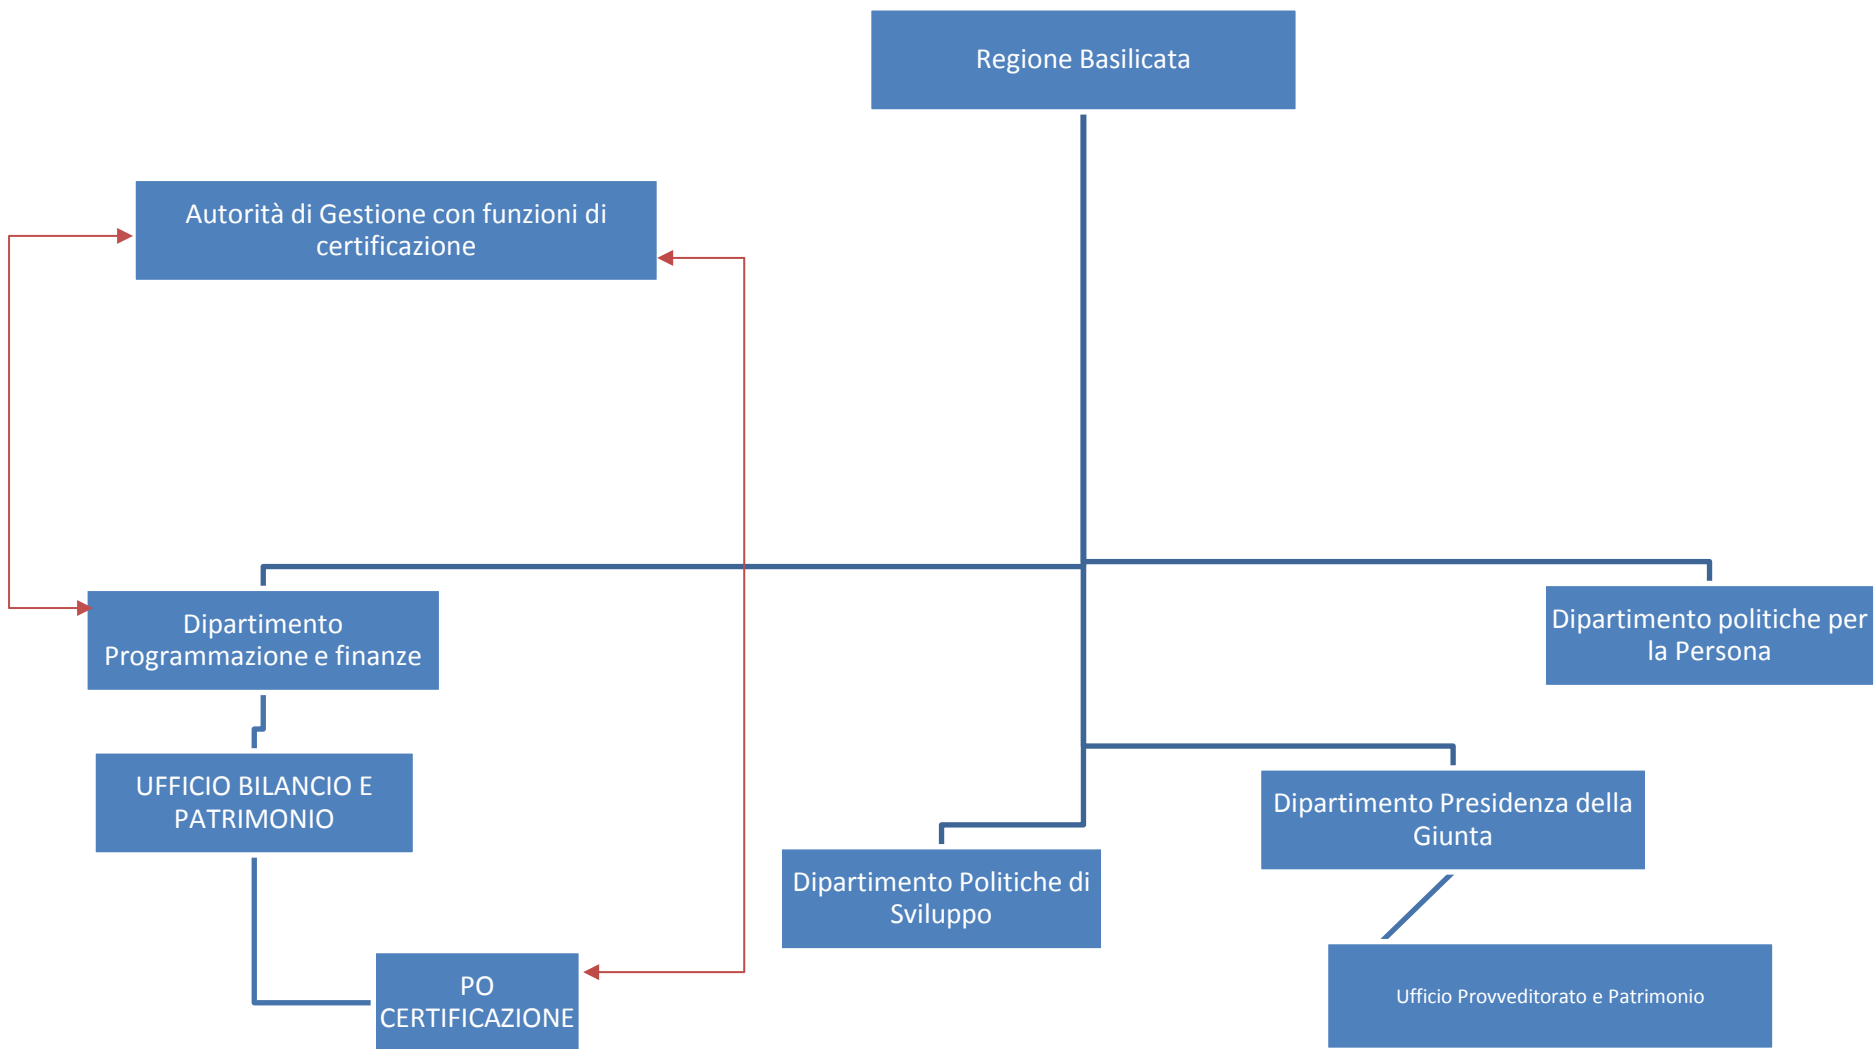 Regione Basilicata
Autorità di Gestione con funzioni di
certificazione
Dipartimento
Programmazione e finanze
Dipartimento politiche per
la Persona
UFFICIO BILANCIO E
PATRIMONIO
Dipartimento Presidenza della
Giunta
Dipartimento Politiche di
Sviluppo
PO
CERTIFICAZIONE
Ufficio Provveditorato e Patrimonio